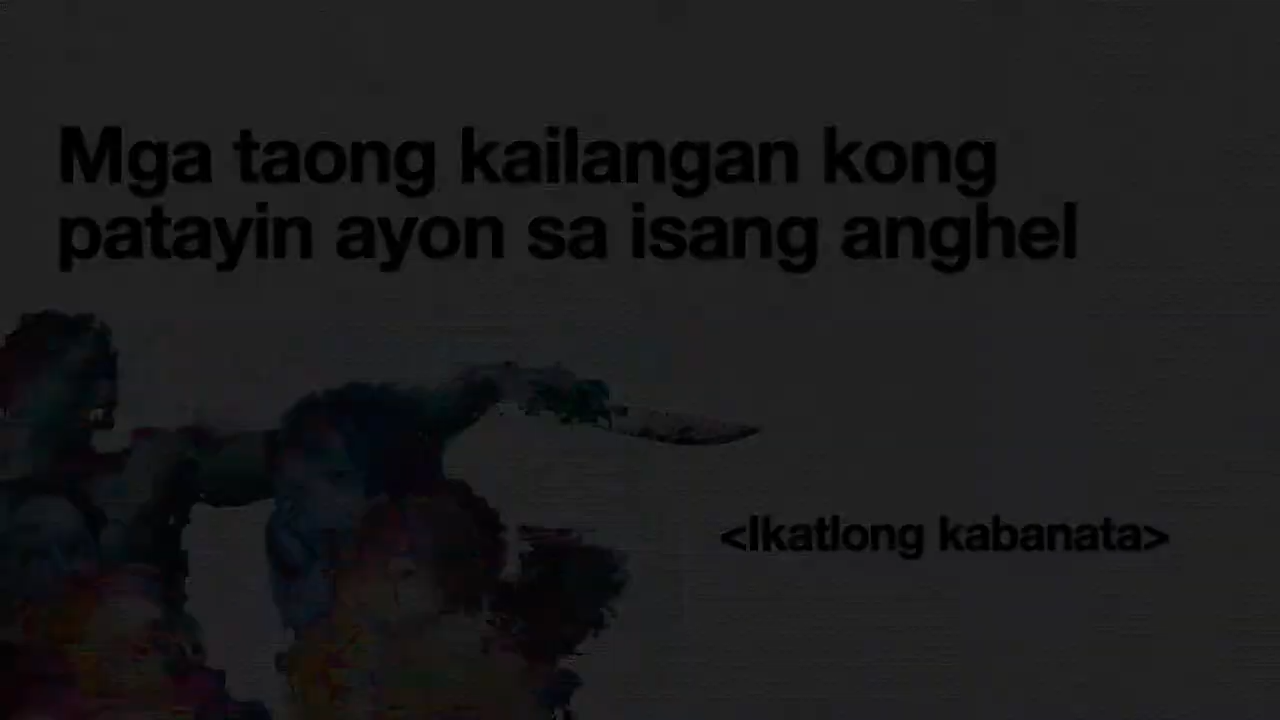 Mga taong kailangan kong
patayin ayon sa isang anghel
<Ikatlong kabanata>